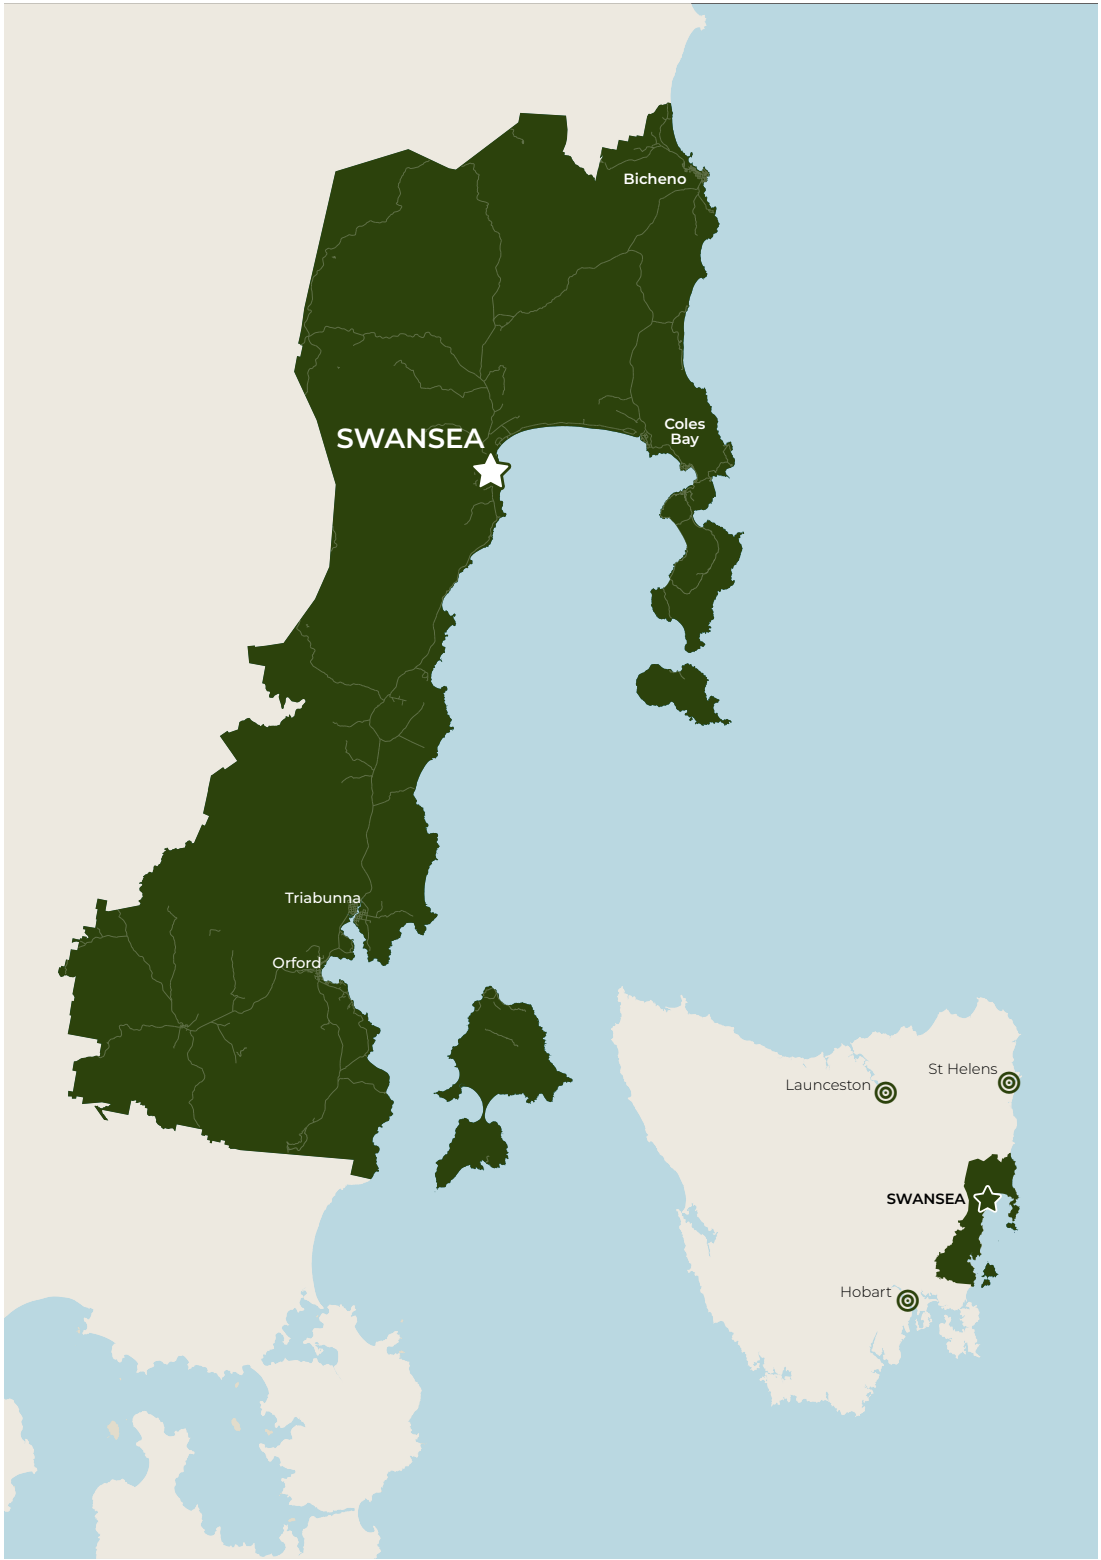 Bicheno
Coles
Bay
SWANSEA
Triabunna
Orford
St Helens
Launceston
SWANSEA
Hobart